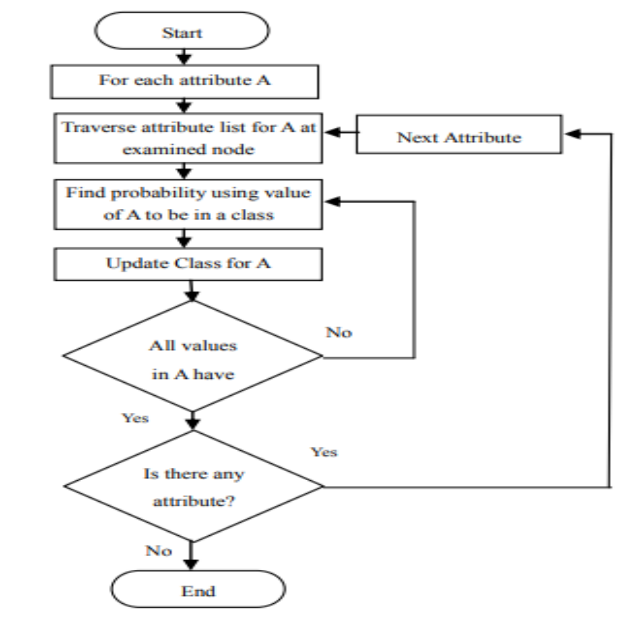 Start
For each attribute A
Traverse attribute list for A at
examined node
Next Attribute
Find probability using value
of A to be in a class
Update Class for A
All values
in A have
No
Yes
Is there any
attribute?
Yes
No
End